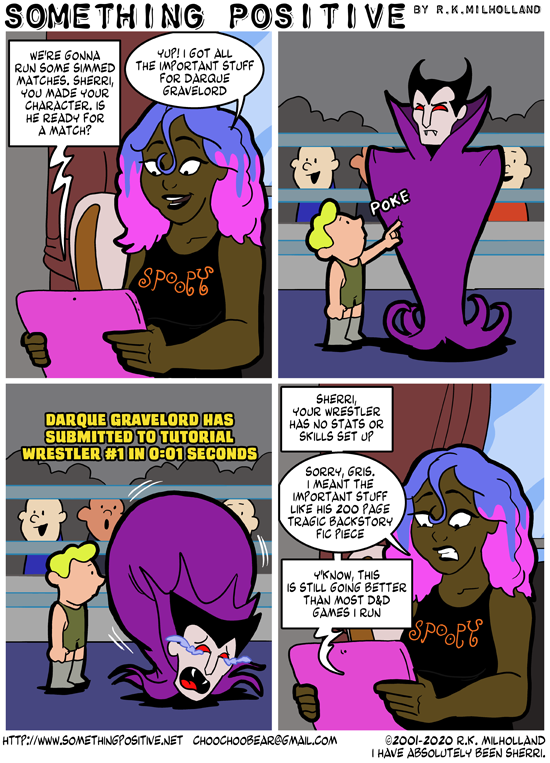 SOMETHING POSITIVE BY R.K.MILHOLLAND
WE'RE GONNA
RUN SOME SIMMED
MATCHES. SHERRI,
YOU MADE YOUR
CHARACTER. IS
HE READY FOR
A MATCH?
YUP! I GOT ALL
THE IMPORTANT STUFF
FOR DARQUE
GRAVELORD
SPOOPY
POKE
DARQUE GRAVELORD HAS
SUBMITTED TO TUTORIAL
WRESTLER #1 IN 0:01 SECONDS
SHERRI,
YOUR WRESTLER
HAS NO STATS OR
SKILLS SET UP
SORRY, GRIS.
I MEANT THE
IMPORTANT STUFF
LIKE HIS 200 PAGE
TRAGIC BACKSTORY
FIC PIECE
Y'KNOW, THIS
IS STILL GOING BETTER
THAN MOST D&D
GAMES I RUN
SPOOPY
HTTP://WWW.SOMETHINGPOSITIVE.NET CHOOCHOOBEAR@GMAIL.COM ©2001-2020 R.K. MILHOLLAND
I HAVE ABSOLUTELY BEEN SHERRI.